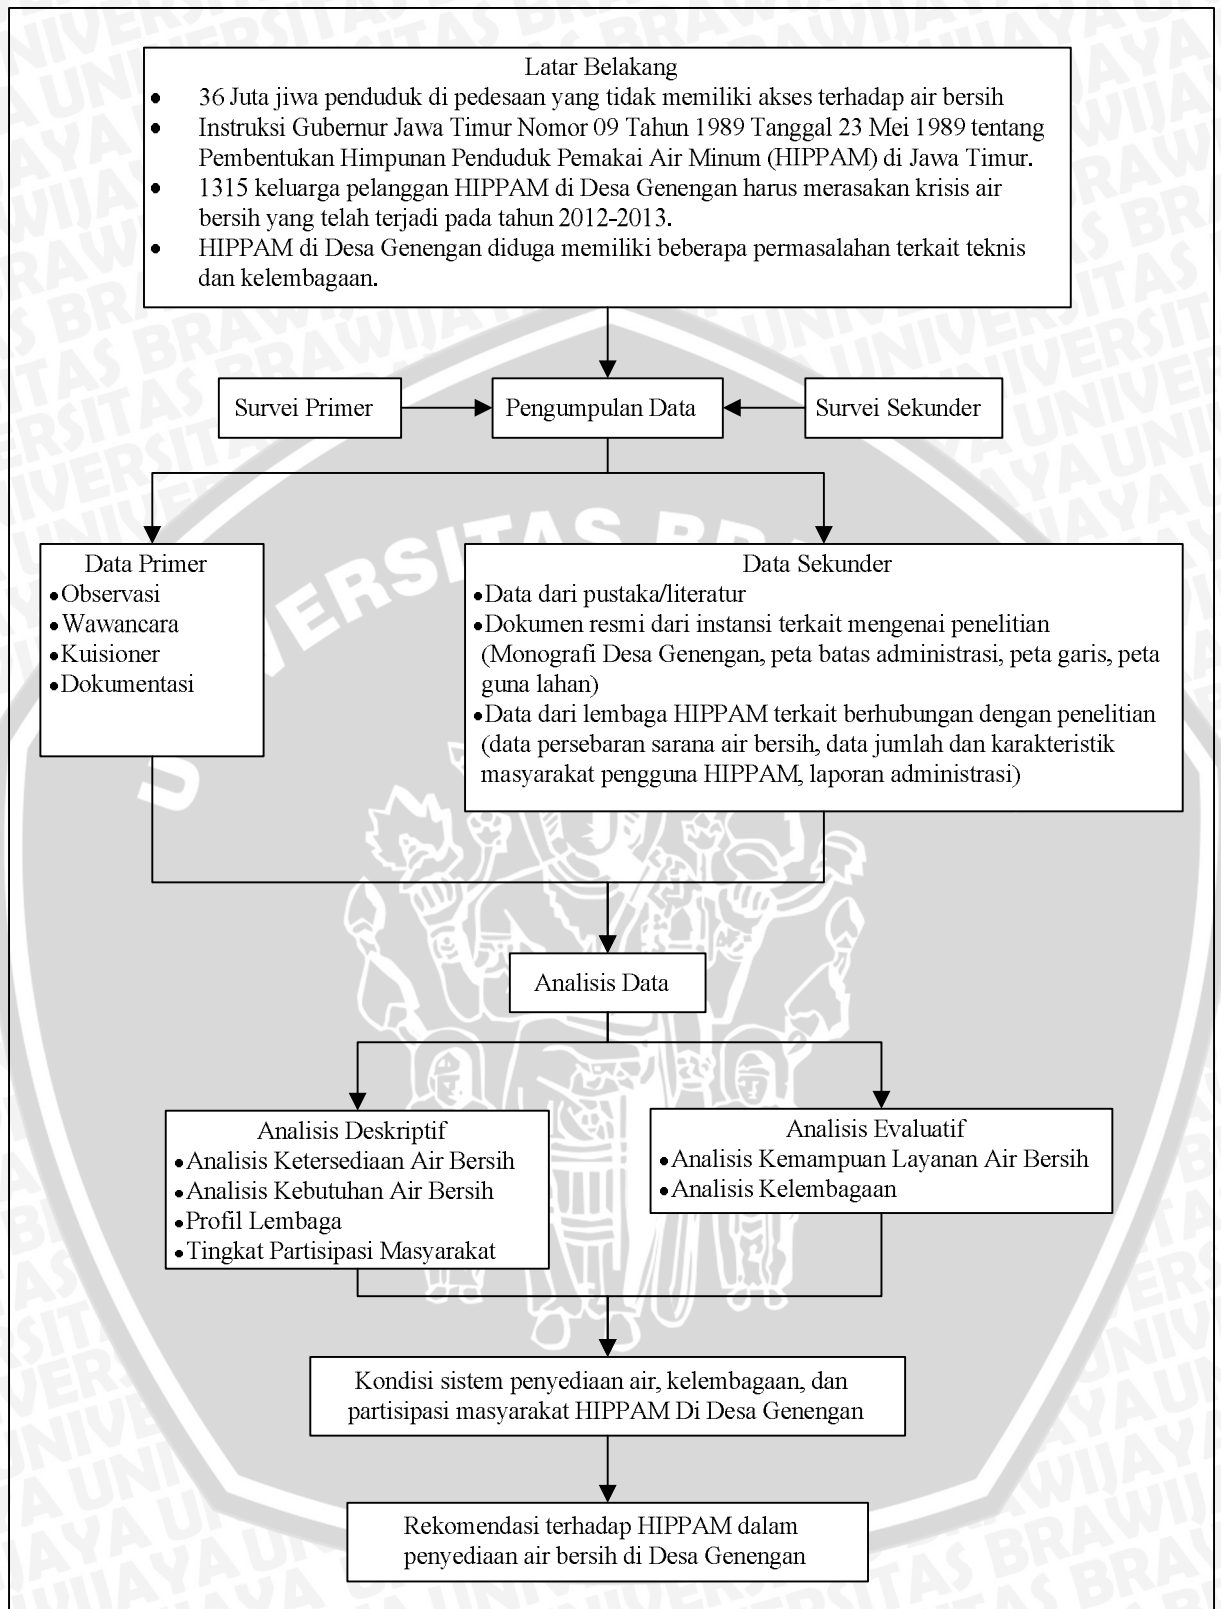 Latar Belakang
• 36 Juta jiwa penduduk di pedesaan yang tidak memiliki akses terhadap air bersih
• Instruksi Gubernur Jawa Timur Nomor 09 Tahun 1989 Tanggal 23 Mei 1989 tentang
Pembentukan Himpunan Penduduk Pemakai Air Minum (HIPPAM) di Jawa Timur.
• 1315 keluarga pelanggan HIPPAM di Desa Genengan harus merasakan krisis air
bersih yang telah terjadi pada tahun 2012-2013.
• HIPPAM di Desa Genengan diduga memiliki beberapa permasalahan terkait teknis
dan kelembagaan.
Survei Primer
Pengumpulan Data
Survei Sekunder
Data Primer
•Observasi
•Wawancara
•Kuisioner
•Dokumentasi
Data Sekunder
•Data dari pustaka/literatur
•Dokumen resmi dari instansi terkait mengenai penelitian
(Monografi Desa Genengan, peta batas administrasi, peta garis, peta
guna lahan)
•Data dari lembaga HIPPAM terkait berhubungan dengan penelitian
(data persebaran sarana air bersih, data jumlah dan karakteristik
masyarakat pengguna HIPPAM, laporan administrasi)
Analisis Data
Analisis Deskriptif
•Analisis Ketersediaan Air Bersih
•Analisis Kebutuhan Air Bersih
•Profil Lembaga
•Tingkat Partisipasi Masyarakat
Analisis Evaluatif
•Analisis Kemampuan Layanan Air Bersih
•Analisis Kelembagaan
Kondisi sistem penyediaan air, kelembagaan, dan
partisipasi masyarakat HIPPAM Di Desa Genengan
Rekomendasi terhadap HIPPAM dalam
penyediaan air bersih di Desa Genengan